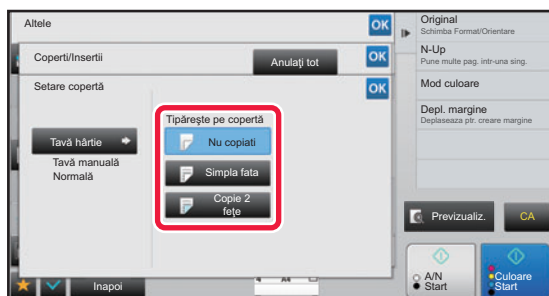 Altele
OK
Coperti/Insertii
Anulaţi tot
OK
Setare copertă
OK
Tipăreşte pe copertă
Tavă hârtie
Tavă manuală
Normală
Nu copiati
Simpla fata
Copie 2
feţe
Inapoi
A4
Original
Schimba Format/Orientare
N-Up
Pune multe pag. intr-una sing.
Mod culoare
Depl. margine
Deplaseaza ptr. creare margine
Previzualiz.
CA
A/N
Start
Culoare
Start